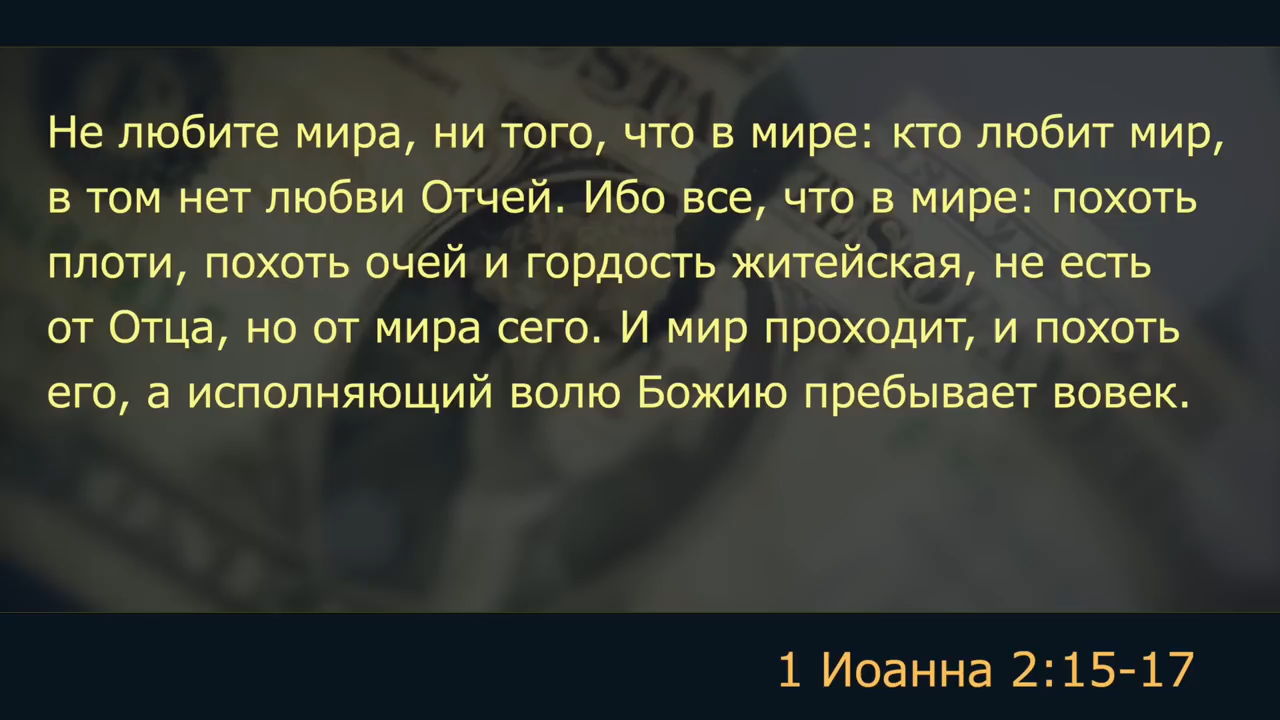 Не любите мира, ни того, что в мире: кто любит мир,
в том нет любви Отчей. Ибо все, что в мире: похоть
плоти, похоть очей и гордость житейская, не есть
от Отца, но от мира сего. И мир проходит, и похоть
его, а исполняющий волю Божию пребывает вовек.
1 Иоанна 2:15-17